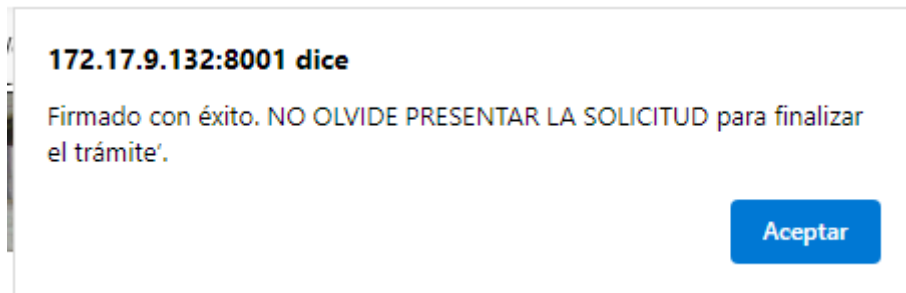 172.17.9.132:8001 dice
Firmado con éxito. NO OLVIDE PRESENTAR LA SOLICITUD para finalizar
el trámite'.
Aceptar